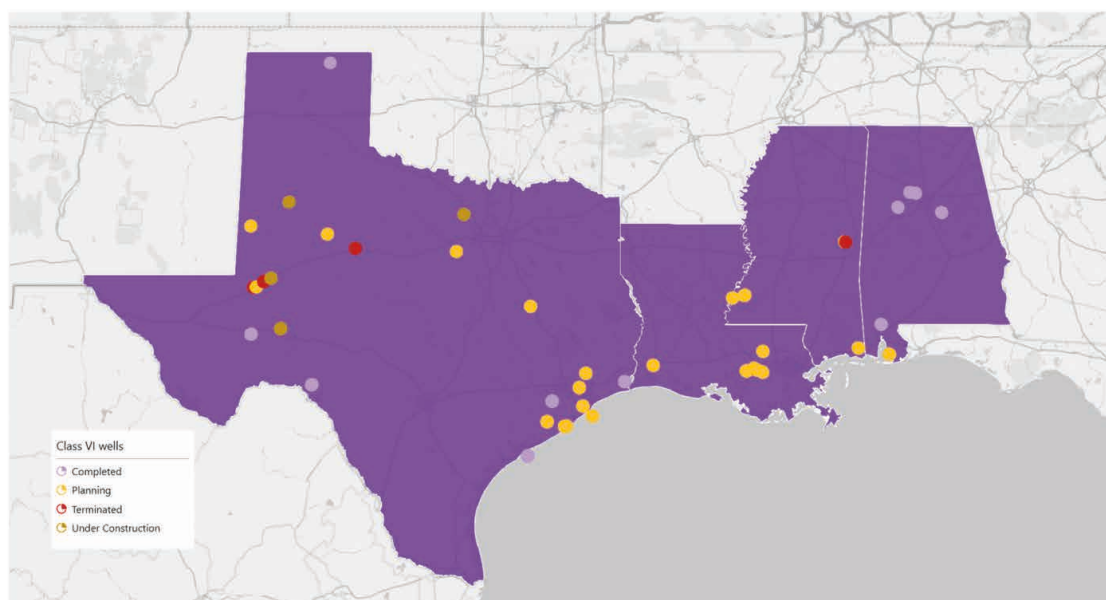 Class VI wells
Completed
Planning
Terminated
Under Construction